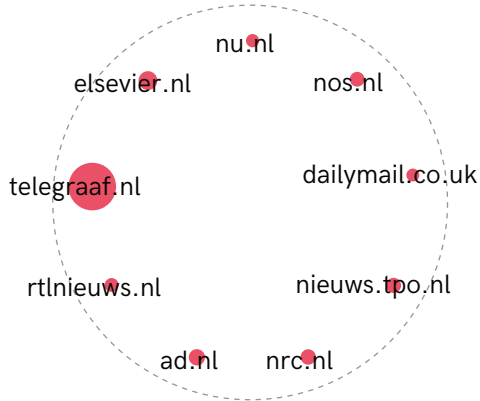 nu.nl
elsevier.nl
nos.nl
telegraaf.nl
dailymail.co.uk
rtlnieuws.nl
nieuws.tpo.nl
ad.nl
nrc.nl